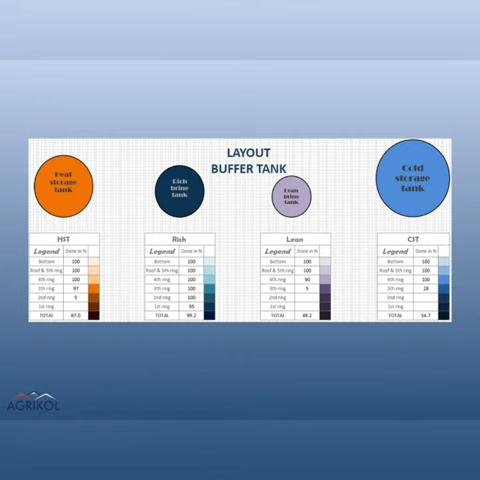 LAYOUT
BUFFER TANK
Heat
storage
tank
Rich
brine
tank
Lean
brine
tank
Cold
storage
tank
HST
Legend Done in %
Bottom 100
Roof & 5th ring 100
4th ring 100
3th ring 97
2nd ring 5
1st ring
TOTAL 67.0
Rich
Legend Done in %
Bottom 100
Roof & 5th ring 100
4th ring 100
3th ring 100
2nd ring 100
1st ring 95
TOTAL 99.2
Lean
Legend Done in %
Bottom 100
Roof & 5th ring 100
4th ring 90
3th ring 5
2nd ring
1st ring
TOTAL 49.2
CIT
Legend Done in %
Bottom 100
Roof & 5th ring 100
4th ring 100
3th ring 28
2nd ring
1st ring
TOTAL 54.7
AGRIKOL